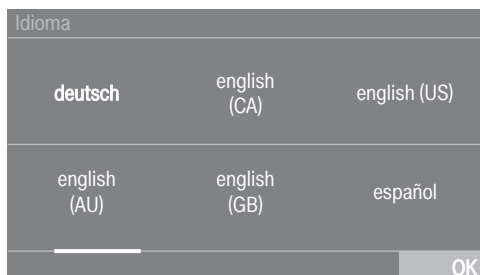 Idioma
deutsch
english
(CA)
english (US)
english
(AU)
english
(GB)
español
OK